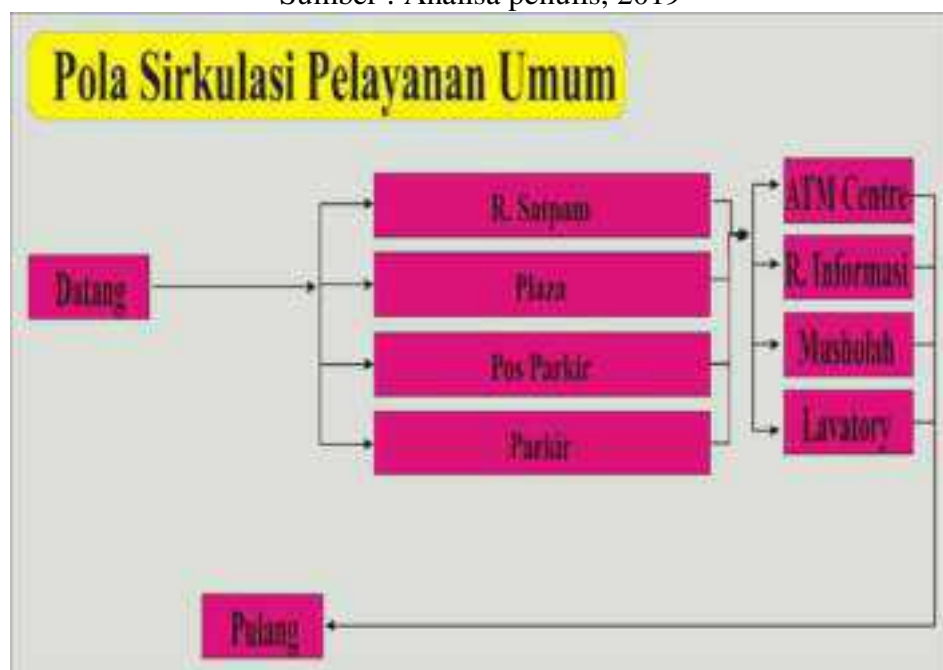 Sumber : Analisa penulis, 2019
Pola Sirkulasi Pelayanan Umum
Datang
R. Satpam
Plaza
Pos Parkir
Parkir
ATM Centre
R. Informasi
Musholah
Lavatory
Pulang